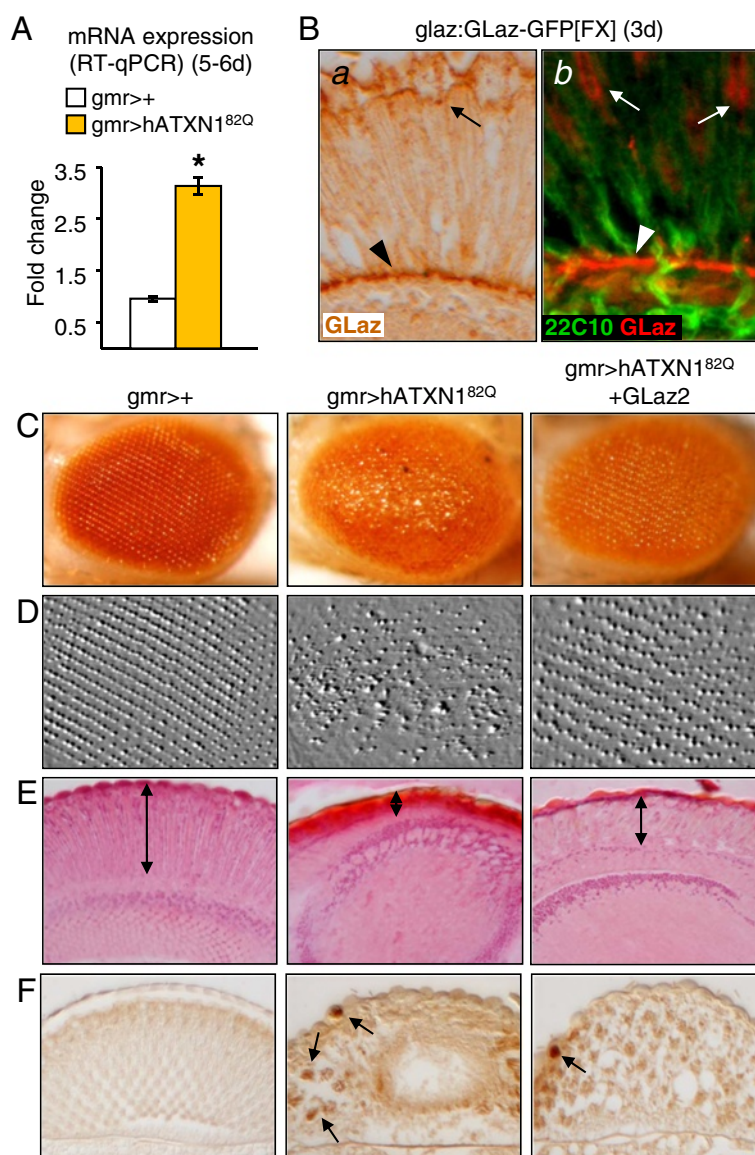 A
mRNA expression
(RT-qPCR) (5-6d)
gmr>+
gmr>hATXN1^82Q
Fold change
3.5
2.5
1.5
0.5
*
B
glaz:GLaz-GFP[FX] (3d)
a
GLaz
b
22C10 GLaz
gmr>+
gmr>hATXN1^82Q
gmr>hATXN1^82Q
+GLaz2
C
D
E
F